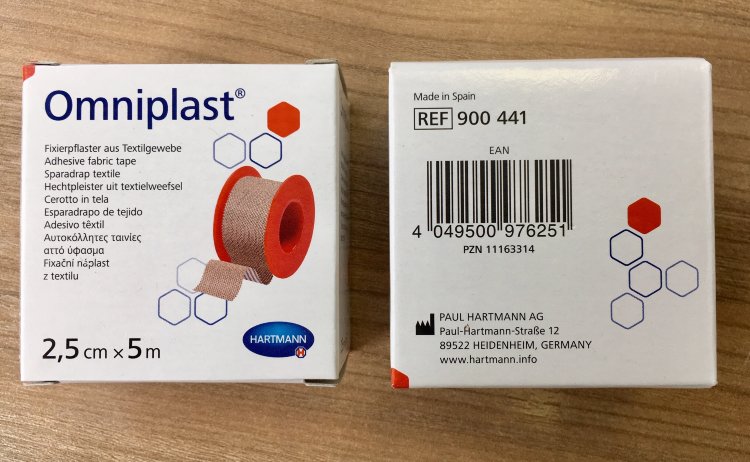 Omniplast®
Fixierpflaster aus Textilgewebe
Adhesive fabric tape
Sparadrap textile
Hechtpleister uit textielweefsel
Cerotto in tela
Esparadrapo de tejido
Adesivo têxtil
Αυτοκόλλητες ταινίες
αττό ύφασμα
Fixační náplast
z textilu
2,5 cm × 5 m
HARTMANN
Made in Spain
REF 900 441
EAN
4 049500 976251
PZN 11163314
PAUL HARTMANN AG
Paul-Hartmann-Straße 12
89522 HEIDENHEIM, GERMANY
www.hartmann.info